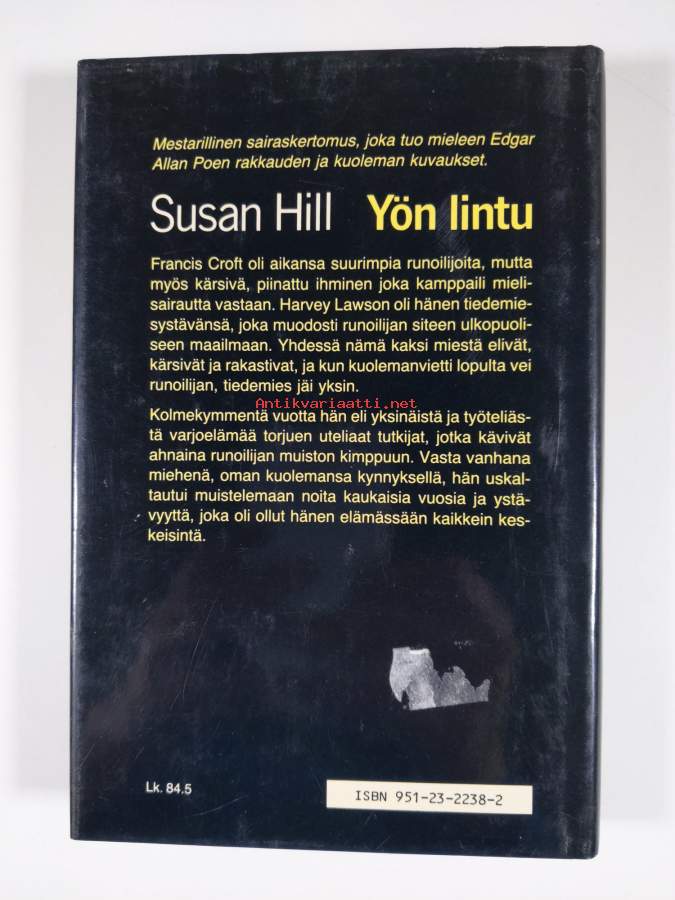 Mestarillinen sairaskertomus, joka tuo mieleen Edgar
Allan Poen rakkauden ja kuoleman kuvaukset.
Susan Hill Yön lintu
Francis Croft oli aikansa suurimpia runoilijoita, mutta
myös kärsivä, piinattu ihminen joka kamppaili mieli-
sairautta vastaan. Harvey Lawson oli hänen tiedemie-
systävänsä, joka muodosti runoilijan siteen ulkopuoli-
seen maailmaan. Yhdessä nämä kaksi miestä elivät,
kärsivät ja rakastivat, ja kun kuolemanvietti lopulta vei
runoilijan, tiedemies jäi yksin.
Antikvariaatti.net
Kolmekymmentä vuotta hän eli yksinäistä ja työteliäs-
tä varjoelämää torjuen uteliaat tutkijat, jotka kävivät
ahnaina runoilijan muiston kimppuun. Vasta vanhana
miehenä, oman kuolemansa kynnyksellä, hän uskal-
tautui muistelemaan noita kaukaisia vuosia ja ystä-
vyyttä, joka oli ollut hänen elämässään kaikkein kes-
keisintä.
Lk. 84.5
ISBN 951-23-2238-2